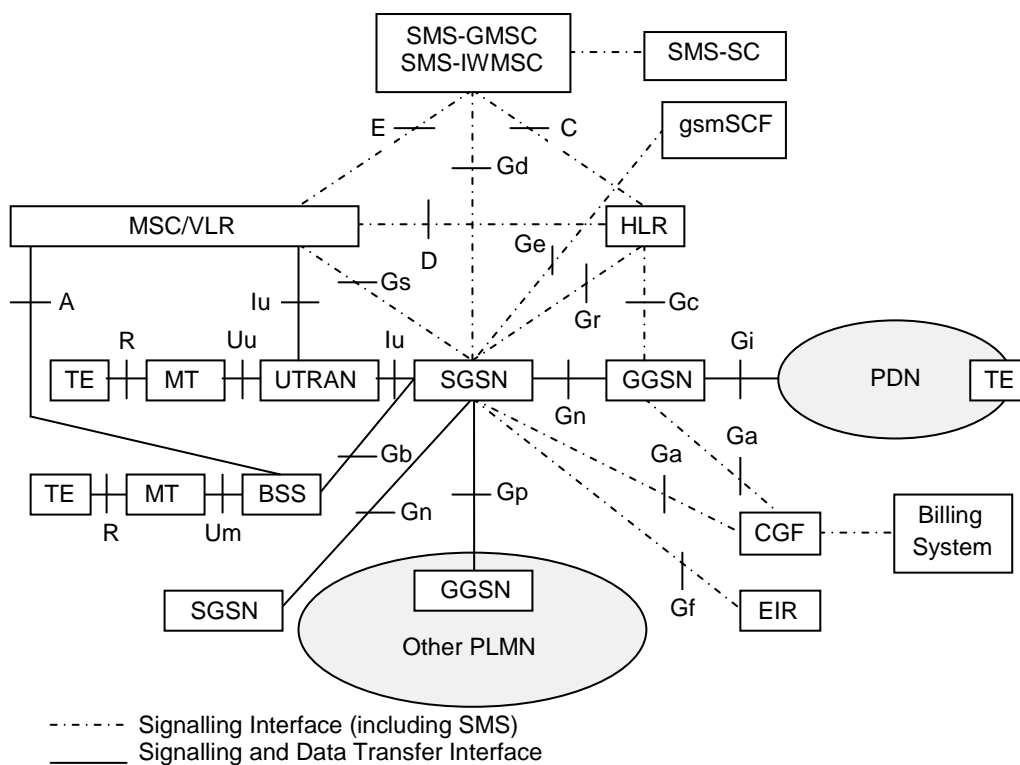 SMS-GMSC
SMS-IWMSC
SMS-SC
gsmSCF
E
C
Gd
MSC/VLR
D
HLR
Ge
Gs
A
Iu
Gr
Gc
R
Uu
Iu
Gi
TE
MT
UTRAN
SGSN
Gn
GGSN
PDN
TE
Gb
Ga
Ga
TE
MT
BSS
R
Um
Gn
Gp
CGF
Billing
System
SGSN
GGSN
Gf
EIR
Other PLMN
Signalling Interface (including SMS)
Signalling and Data Transfer Interface